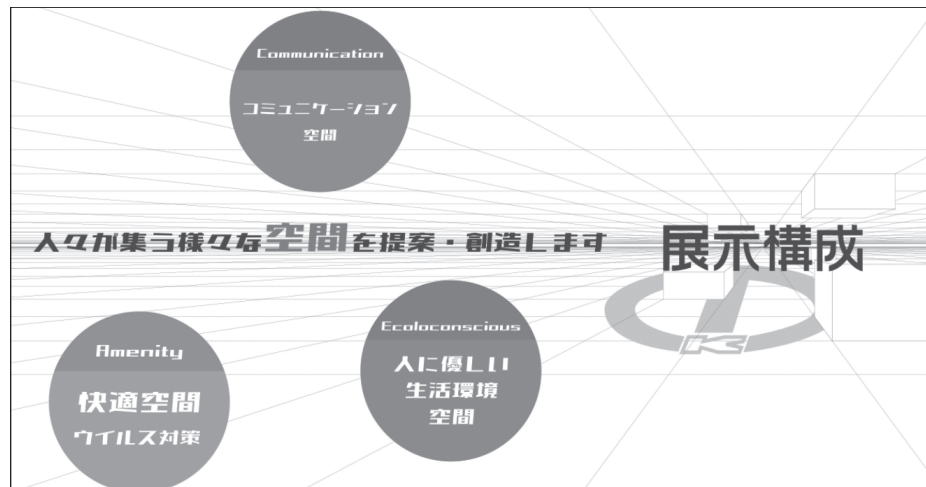 Communication
コミュニケーション
空間
人々が集う様々な空間を提案・創造します
展示構成
K
Ecoloconscious
人に優しい
生活環境
空間
Amenity
快適空間
ウイルス対策